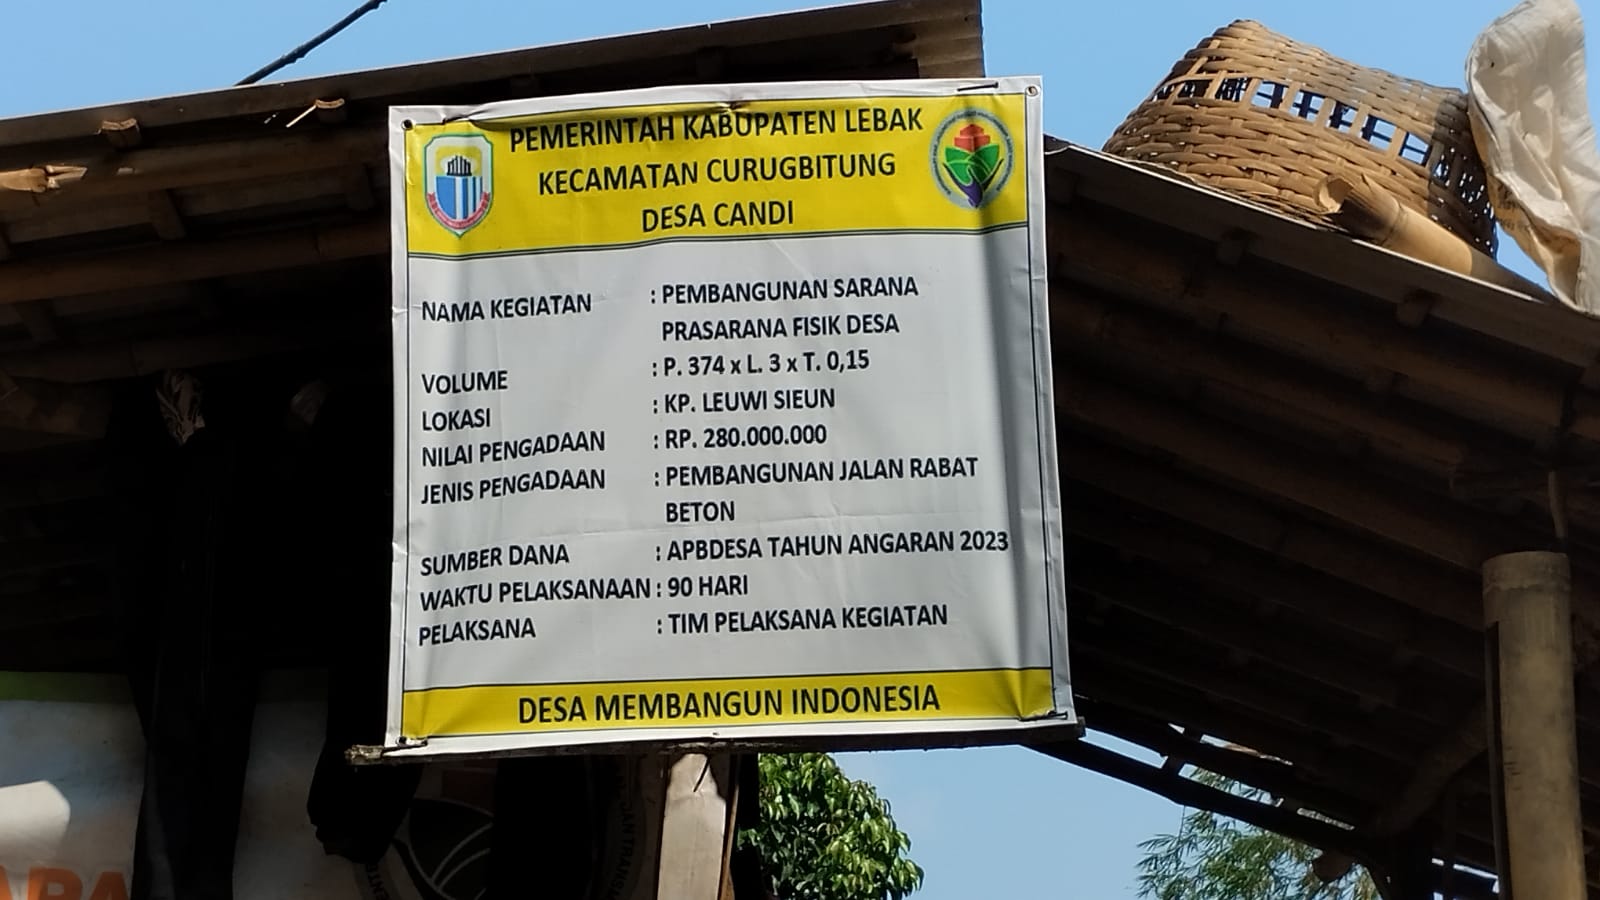 PEMERINTAH KABUPATEN LEBAK
KECAMATAN CURUGBITUNG
DESA CANDI
NAMA KEGIATAN : PEMBANGUNAN SARANA
PRASARANA FISIK DESA
VOLUME : P. 374 x L. 3 x T. 0,15
LOKASI : KP. LEUWI SIEUN
NILAI PENGADAAN : RP. 280.000.000
JENIS PENGADAAN : PEMBANGUNAN JALAN RABAT
BETON
SUMBER DANA : APBDESA TAHUN ANGARAN 2023
WAKTU PELAKSANAAN : 90 HARI
PELAKSANA : TIM PELAKSANA KEGIATAN
DESA MEMBANGUN INDONESIA